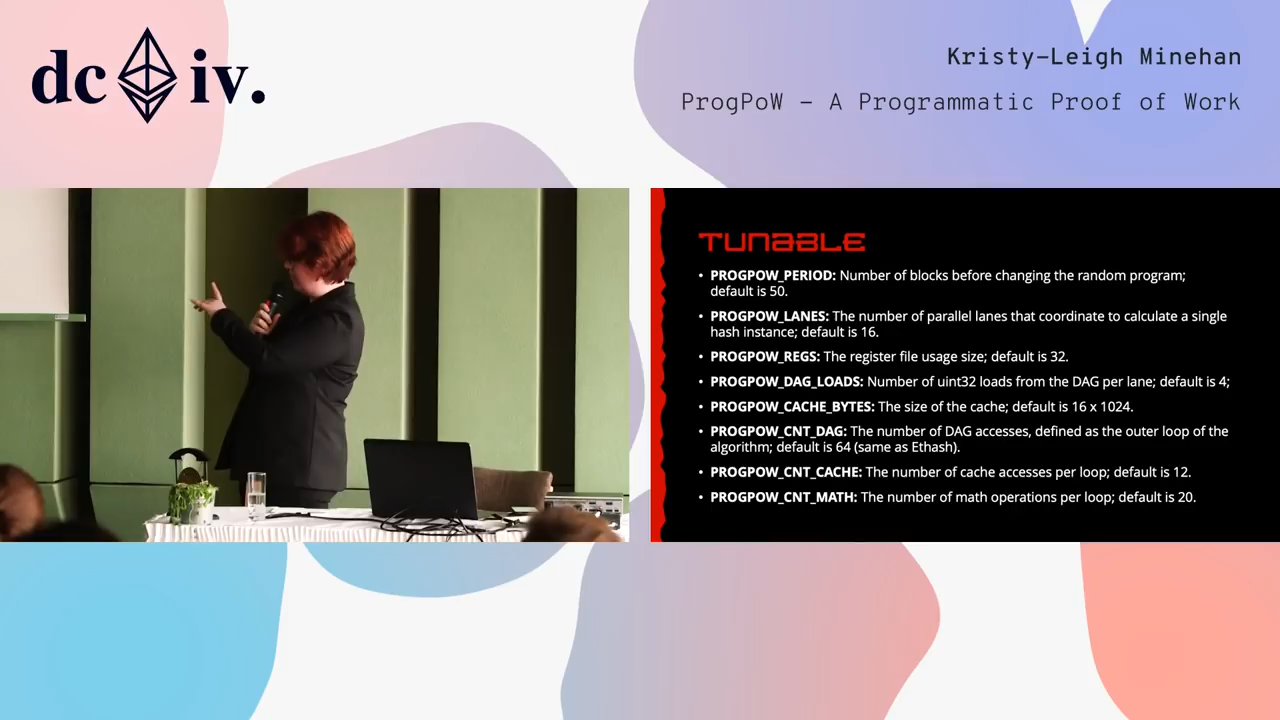 dc iv.
Kristy-Leigh Minehan
ProgPoW - A Programmatic Proof of Work
TUNABLE
• PROGPOW_PERIOD: Number of blocks before changing the random program;
default is 50.
• PROGPOW_LANES: The number of parallel lanes that coordinate to calculate a single
hash instance; default is 16.
• PROGPOW_REGS: The register file usage size; default is 32.
• PROGPOW_DAG_LOADS: Number of uint32 loads from the DAG per lane; default is 4;
• PROGPOW_CACHE_BYTES: The size of the cache; default is 16 x 1024.
• PROGPOW_CNT_DAG: The number of DAG accesses, defined as the outer loop of the
algorithm; default is 64 (same as Ethash).
• PROGPOW_CNT_CACHE: The number of cache accesses per loop; default is 12.
• PROGPOW_CNT_MATH: The number of math operations per loop; default is 20.